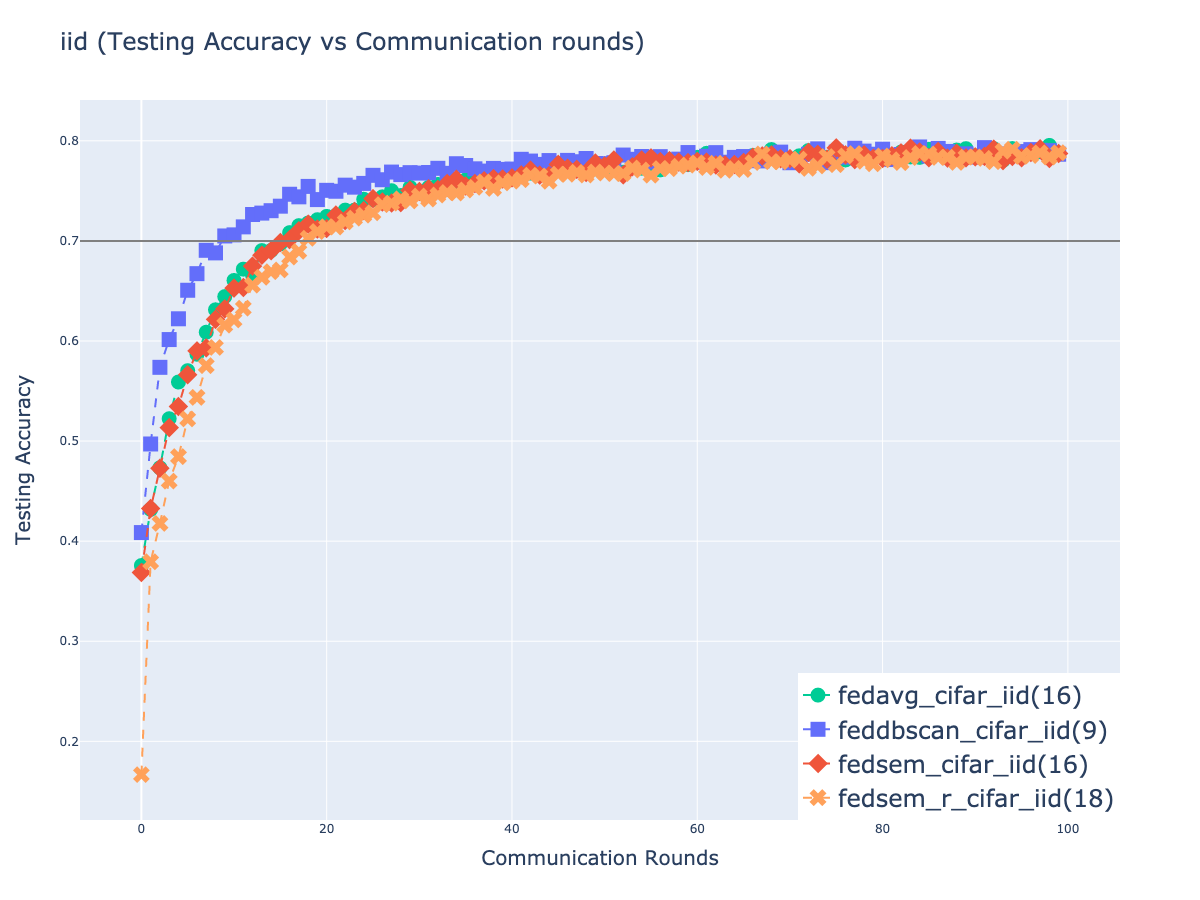 iid (Testing Accuracy vs Communication rounds)
0.8
0.7
0.6
0.5
0.4
0.3
0.2
Testing Accuracy
0 20 40 60 80 100
Communication Rounds
fedavg_cifar_iid(16)
feddbscan_cifar_iid(9)
fedsem_cifar_iid(16)
fedsem_r_cifar_iid(18)